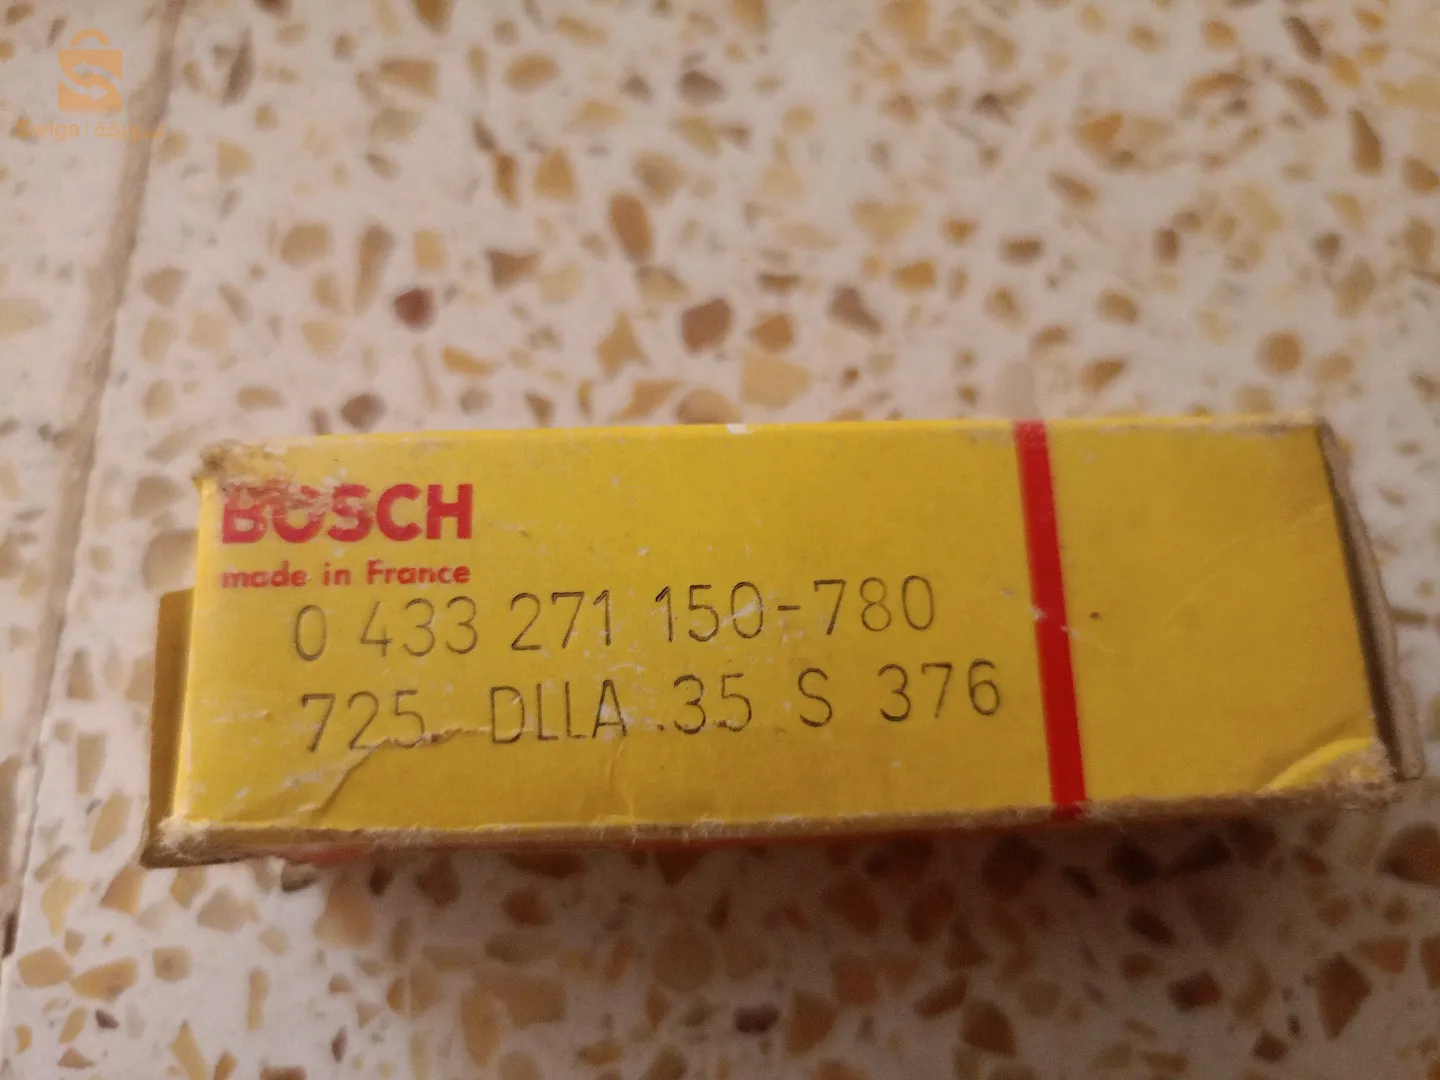 BOSCH
made in France
0 433 271 150-780
725. DLLA .35 S 376